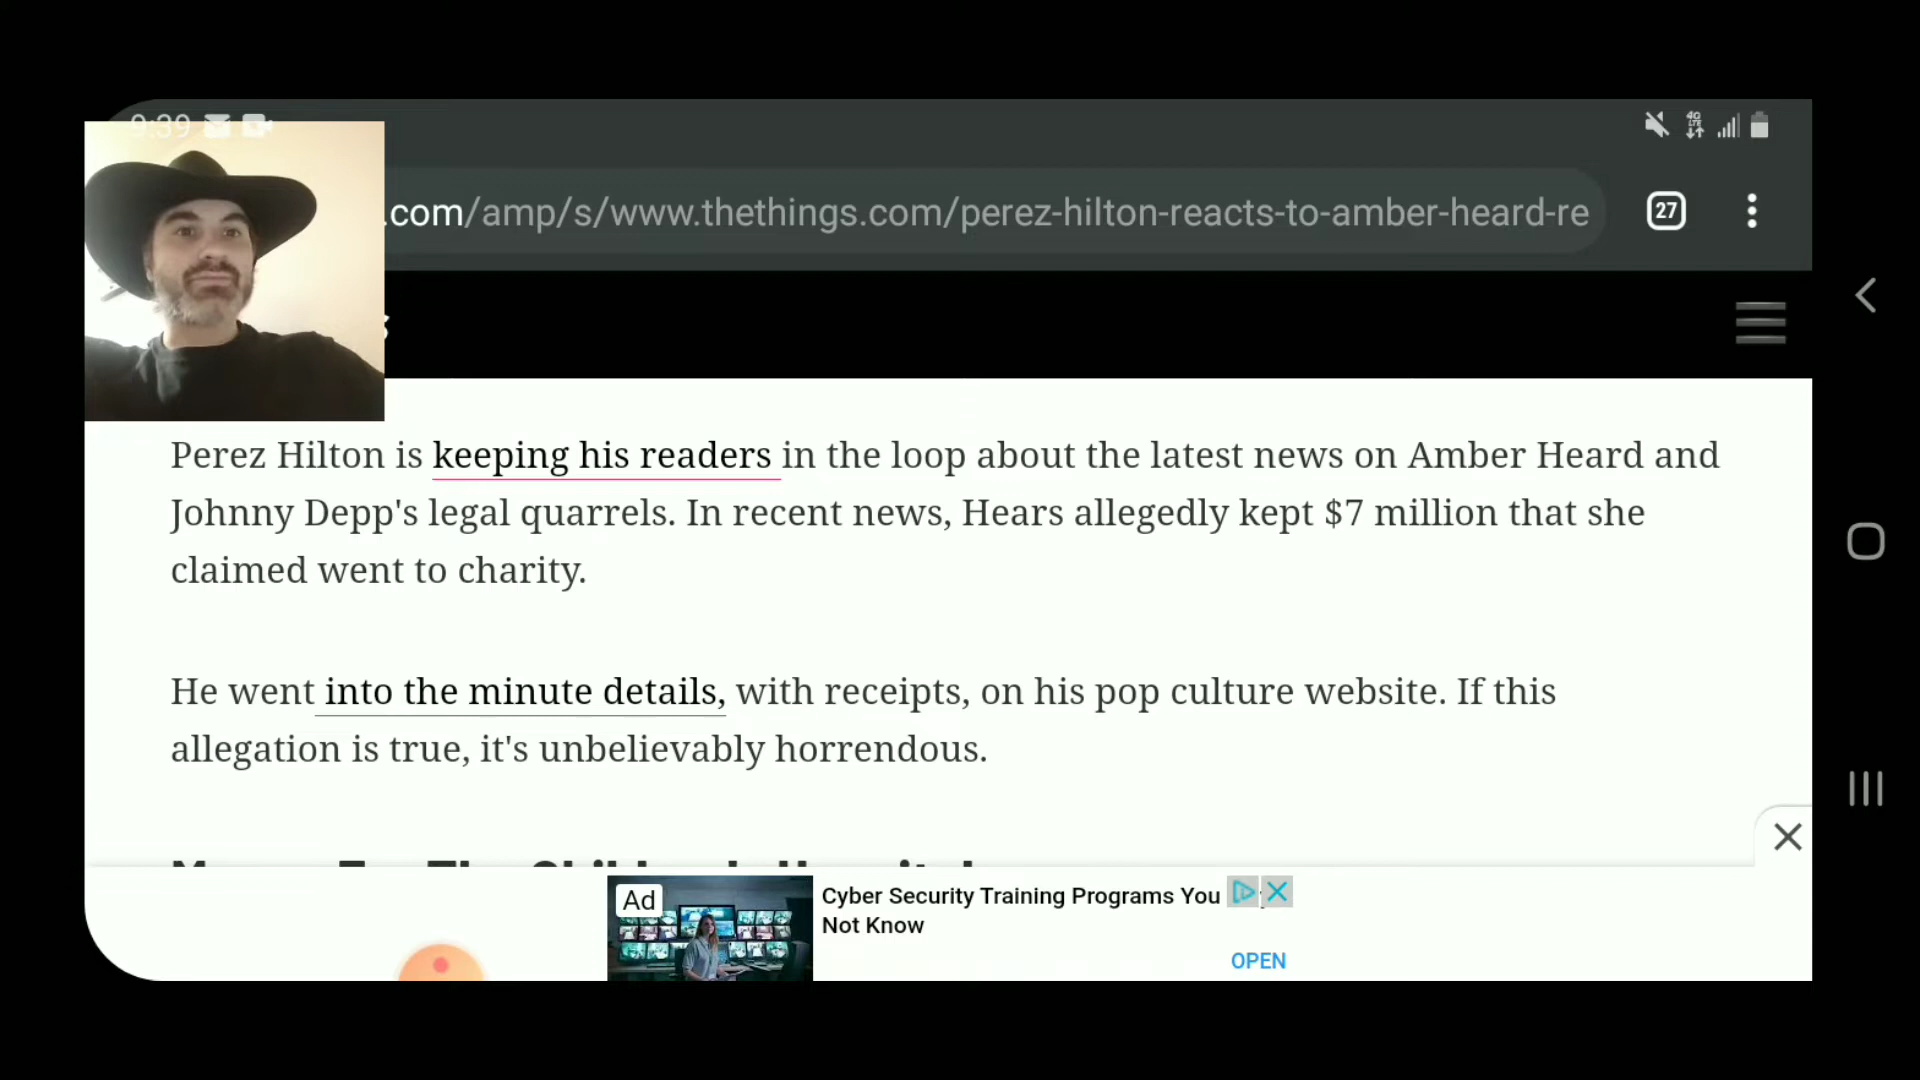 9:39
.com/amp/s/www.thethings.com/perez-hilton-reacts-to-amber-heard-re
27
Perez Hilton is keeping his readers in the loop about the latest news on Amber Heard and
Johnny Depp's legal quarrels. In recent news, Hears allegedly kept $7 million that she
claimed went to charity.
He went into the minute details, with receipts, on his pop culture website. If this
allegation is true, it's unbelievably horrendous.
Ad
Cyber Security Training Programs You
Not Know
OPEN